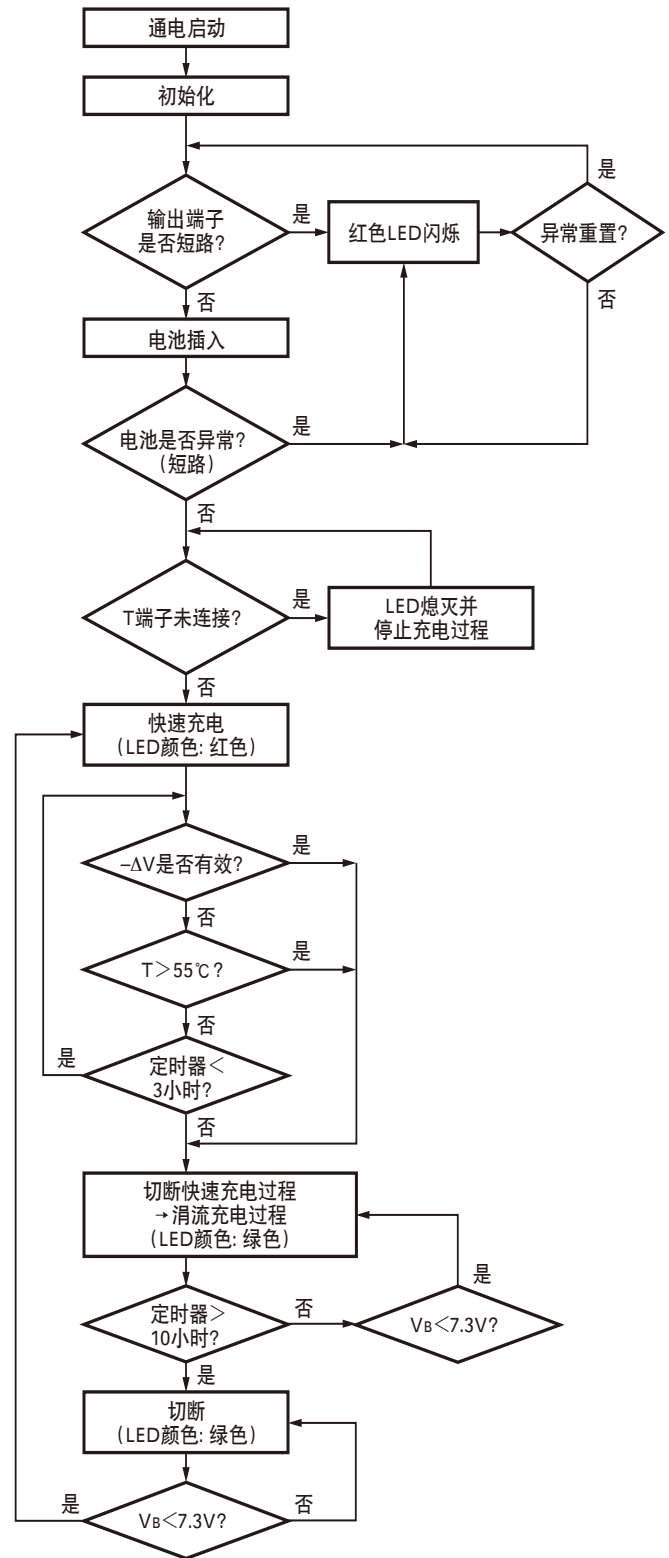 通电启动
初始化
是
输出端子
是否短路?
是
红色LED闪烁
异常重置?
否
否
电池插入
电池是否异常?
(短路)
是
否
T端子未连接?
是
LED熄灭并
停止充电过程
否
快速充电
(LED颜色: 红色)
–ΔV是否有效?
是
否
T＞55℃?
是
否
是
定时器＜
3小时?
否
切断快速充电过程
→涓流充电过程
(LED颜色: 绿色)
是
定时器＞
10小时?
否
VB＜7.3V?
是
切断
(LED颜色: 绿色)
是
VB＜7.3V?
否